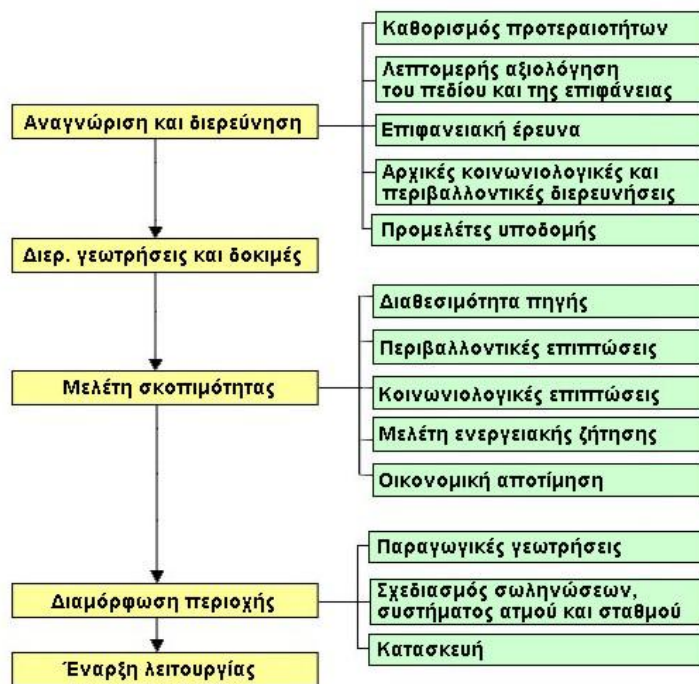 Αναγνώριση και διερεύνηση
Καθορισμός προτεραιοτήτων
Λεπτομερής αξιολόγηση
του πεδίου και της επιφάνειας
Επιφανειακή έρευνα
Αρχικές κοινωνιολογικές και
περιβαλλοντικές διερευνήσεις
Προμελέτες υποδομής
Διερ. γεωτρήσεις και δοκιμές
Μελέτη σκοπιμότητας
Διαθεσιμότητα πηγής
Περιβαλλοντικές επιπτώσεις
Κοινωνιολογικές επιπτώσεις
Μελέτη ενεργειακής ζήτησης
Οικονομική αποτίμηση
Διαμόρφωση περιοχής
Παραγωγικές γεωτρήσεις
Σχεδιασμός σωληνώσεων,
συστήματος ατμού και σταθμού
Κατασκευή
Έναρξη λειτουργίας